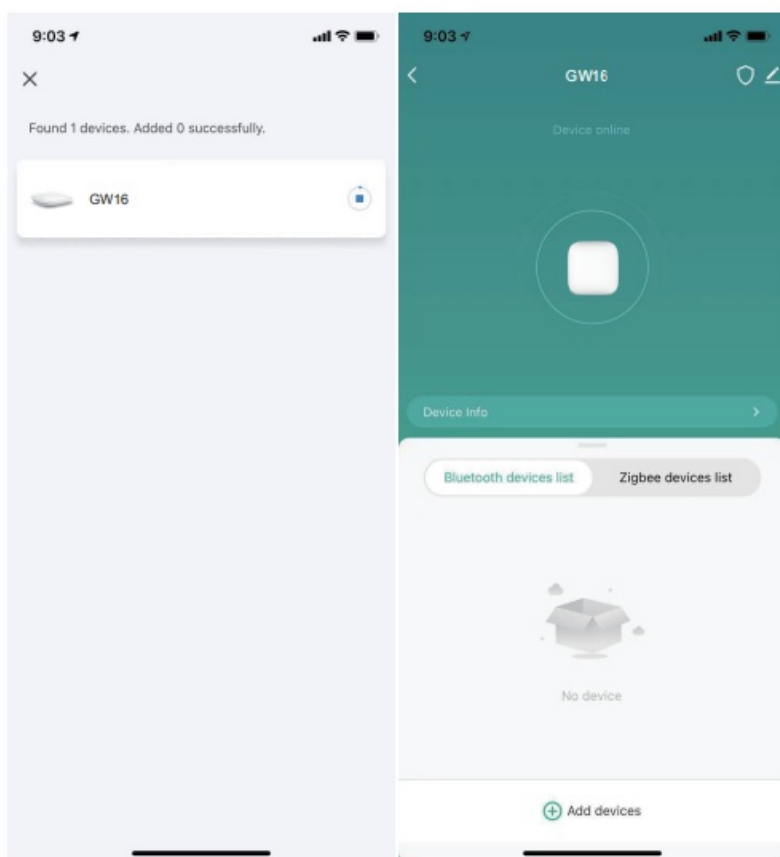 9:03
Found 1 devices. Added 0 successfully.
GW16
9:03
GW16
Device online
Device Info
Bluetooth devices list
Zigbee devices list
No device
Add devices